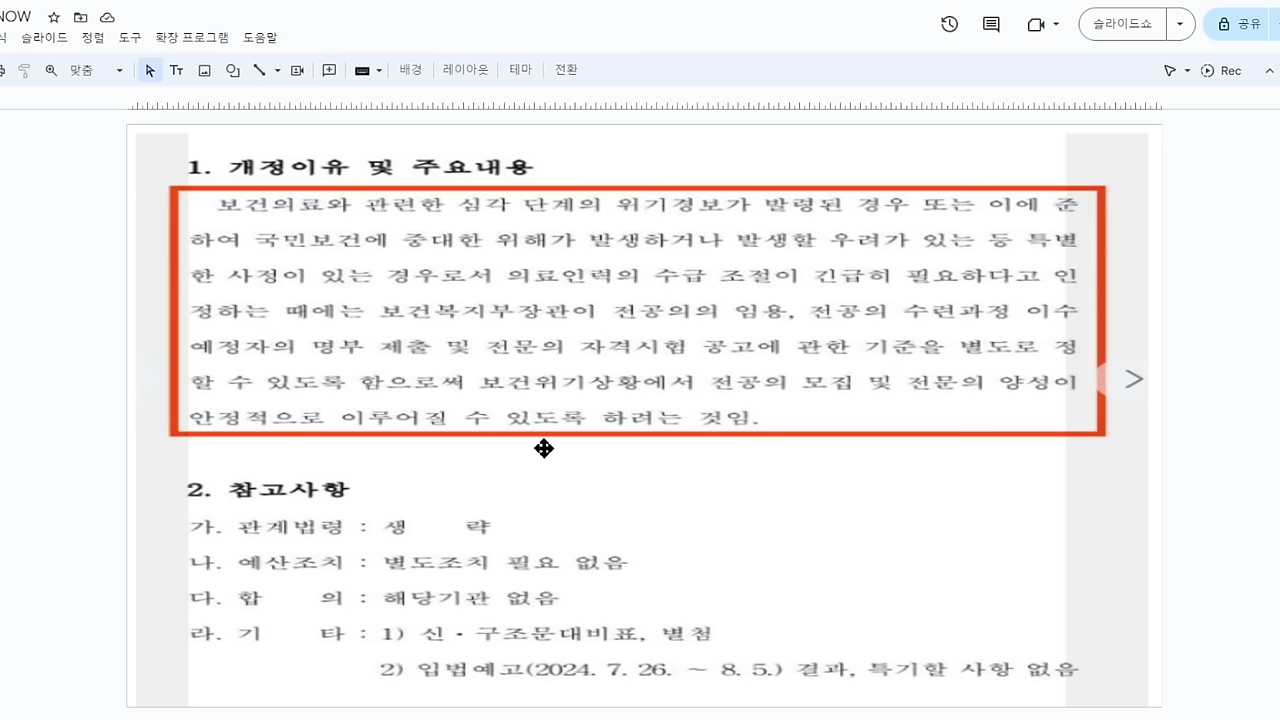 NOW
식 슬라이드 정렬 도구 확장 프로그램 도움말
슬라이드쇼
공유
맞춤
배경 레이아웃 테마 전환
Rec
1. 개정이유 및 주요내용
보건의료와 관련한 심각 단계의 위기경보가 발령된 경우 또는 이에 준
하여 국민보건에 중대한 위해가 발생하거나 발생할 우려가 있는 등 특별
한 사정이 있는 경우로서 의료인력의 수급 조절이 긴급히 필요하다고 인
정하는 때에는 보건복지부장관이 전공의의 임용, 전공의 수련과정 이수
예정자의 명부 제출 및 전문의 자격시험 공고에 관한 기준을 별도로 정
할 수 있도록 함으로써 보건위기상황에서 전공의 모집 및 전문의 양성이
안정적으로 이루어질 수 있도록 하려는 것임.
2. 참고사항
가. 관계법령 : 생 략
나. 예산조치 : 별도조치 필요 없음
다. 합 의 : 해당기관 없음
라. 기 타 : 1) 신・구조문대비표, 별첨
2) 입법예고(2024. 7. 26. ~ 8. 5.) 결과, 특기할 사항 없음